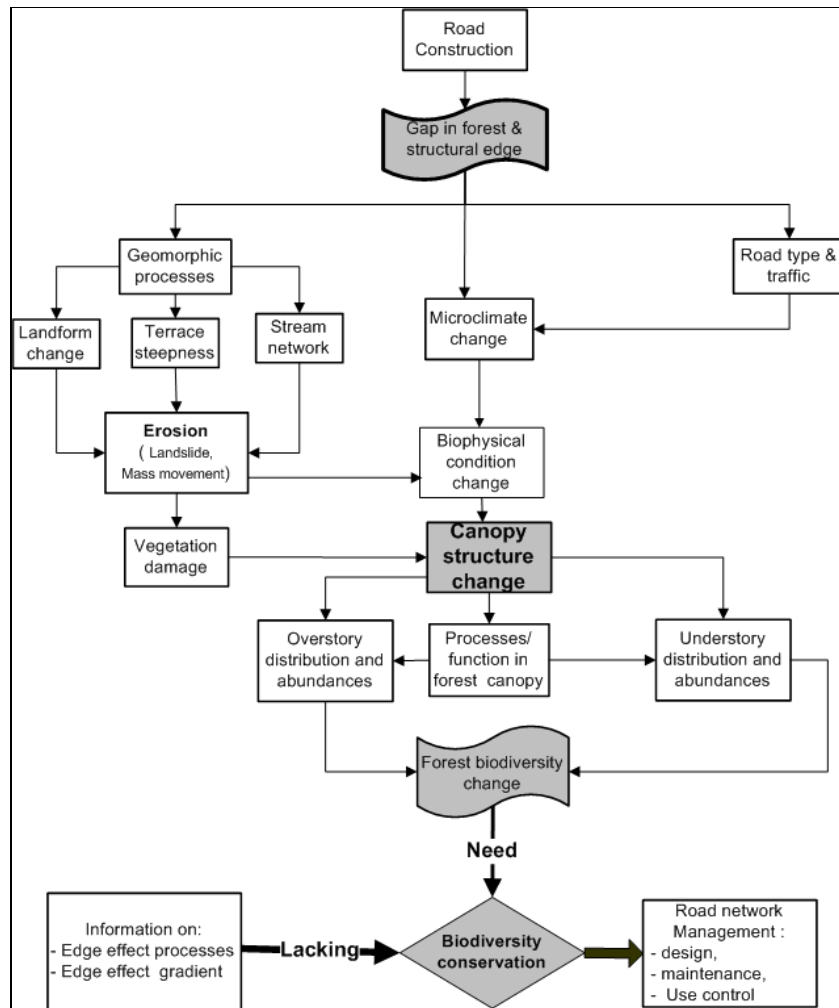 Road
Construction
Gap in forest &
structural edge
Geomorphic
processes
Road type &
traffic
Landform
change
Terrace
steepness
Stream
network
Microclimate
change
Erosion
( Landslide,
Mass movement)
Biophysical
condition
change
Vegetation
damage
Canopy
structure
change
Overstory
distribution and
abundances
Processes/
function in
forest canopy
Understory
distribution and
abundances
Forest biodiversity
change
Need
Information on:
- Edge effect processes
- Edge effect gradient
Lacking
Biodiversity
conservation
Road network
Management :
- design,
- maintenance,
- Use control